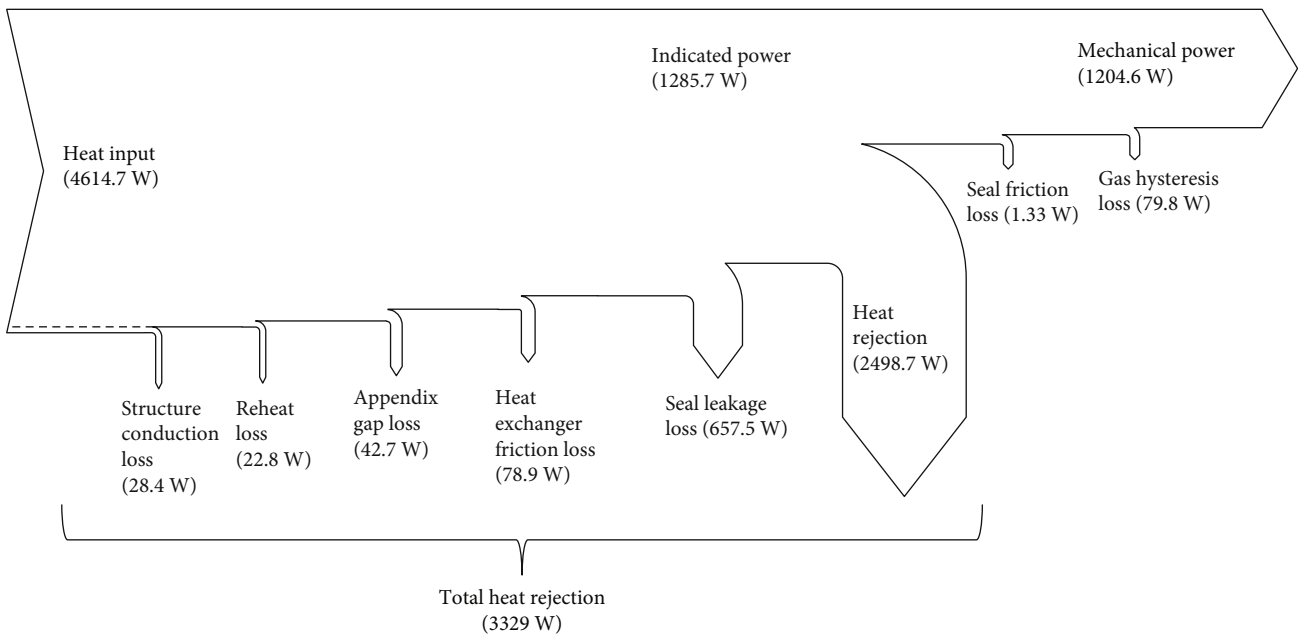 Indicated power
(1285.7 W)
Mechanical power
(1204.6 W)
Heat input
(4614.7 W)
Seal friction
loss (1.33 W)
Gas hysteresis
loss (79.8 W)
Structure
conduction
loss
(28.4 W)
Reheat
loss
(22.8 W)
Appendix
gap loss
(42.7 W)
Heat
exchanger
friction loss
(78.9 W)
Seal leakage
loss (657.5 W)
Heat
rejection
(2498.7 W)
Total heat rejection
(3329 W)